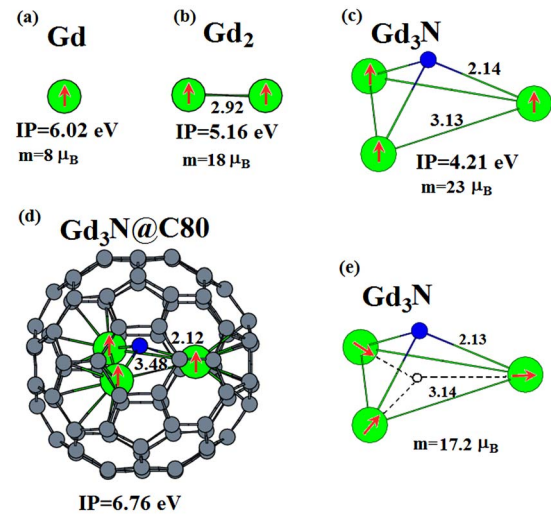 (a)
Gd
IP=6.02 eV
m=8 μB
(b)
Gd2
2.92
IP=5.16 eV
m=18 μB
(c)
Gd3N
2.14
3.13
IP=4.21 eV
m=23 μB
(d)
Gd3N@C80
2.12
3.48
IP=6.76 eV
(e)
Gd3N
2.13
3.14
m=17.2 μB